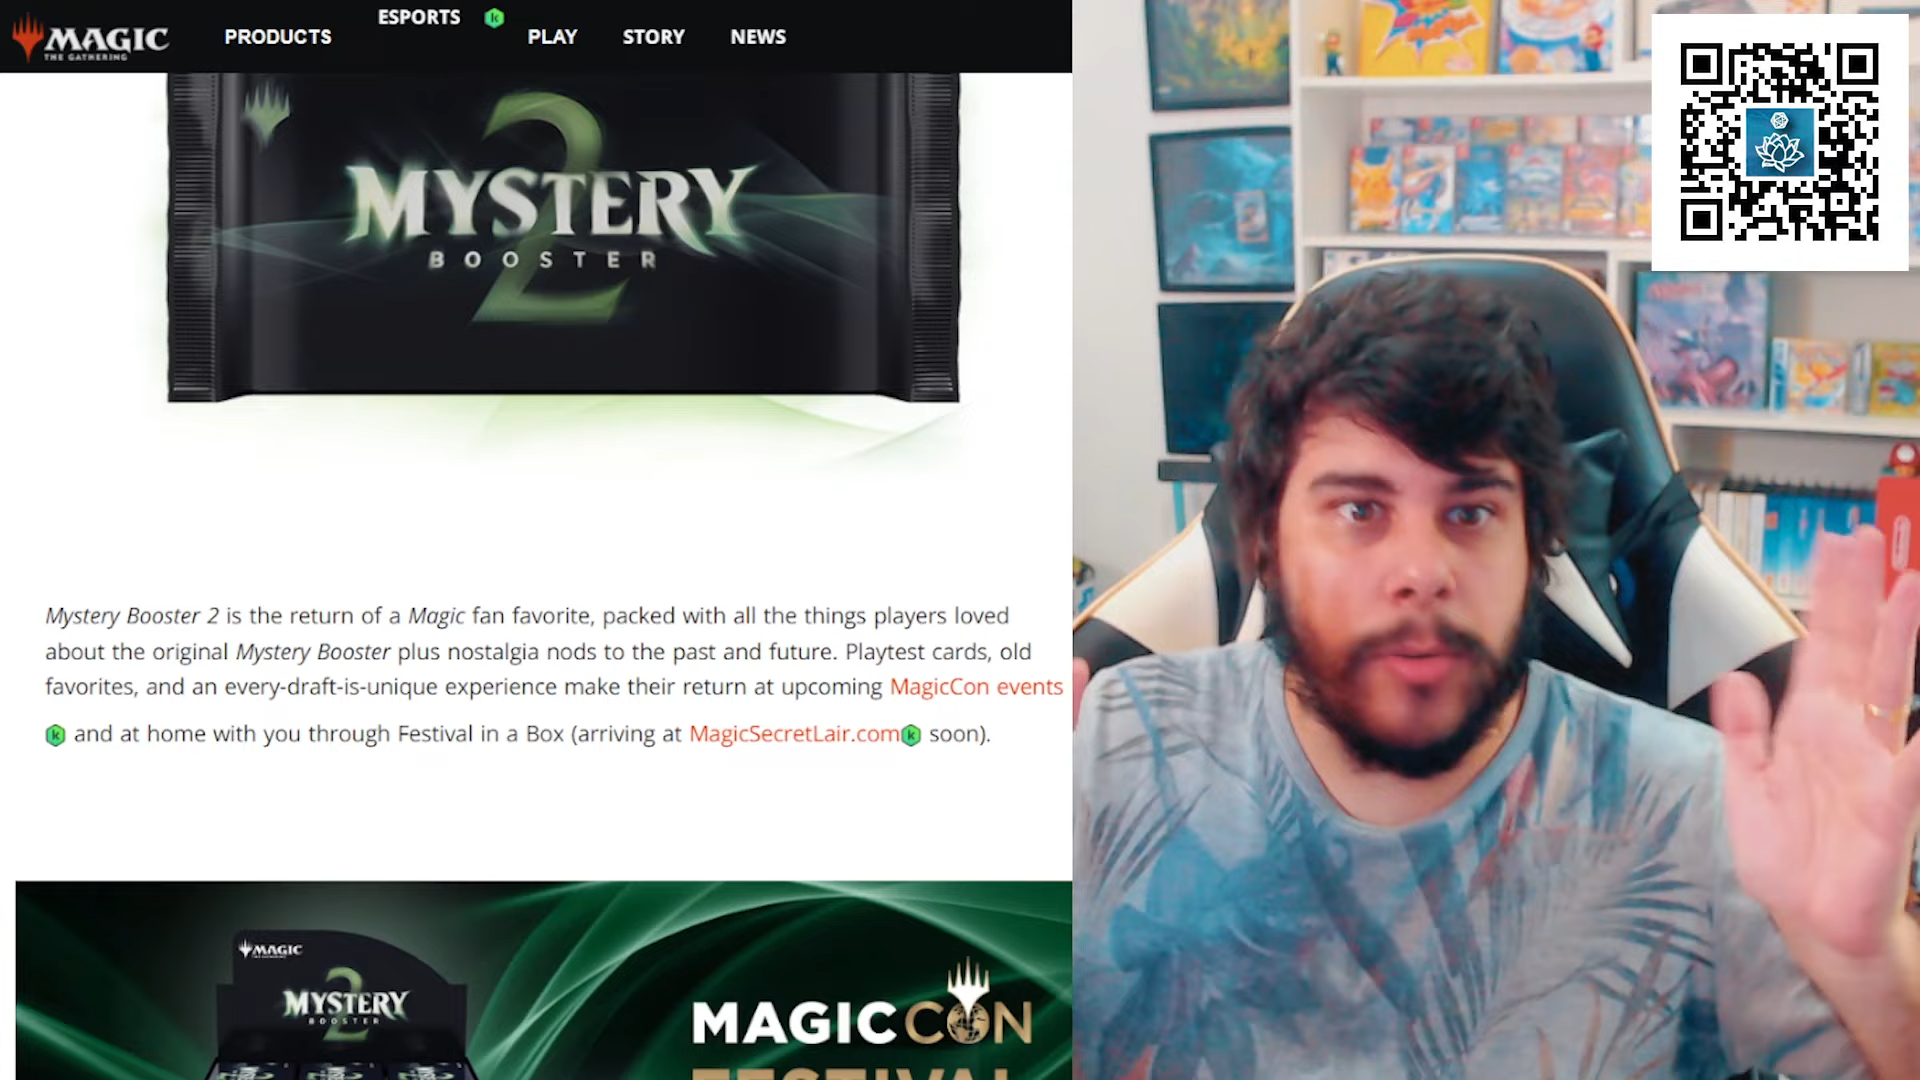 MAGIC
THE GATHERING
PRODUCTS
ESPORTS
PLAY
STORY
NEWS
2
MYSTERY
BOOSTER
Mystery Booster 2 is the return of a Magic fan favorite, packed with all the things players loved
about the original Mystery Booster plus nostalgia nods to the past and future. Playtest cards, old
favorites, and an every-draft-is-unique experience make their return at upcoming MagicCon events
and at home with you through Festival in a Box (arriving at MagicSecretLair.com soon).
MAGIC
2
MYSTERY
BOOSTER
MAGICCON
FESTIVAL